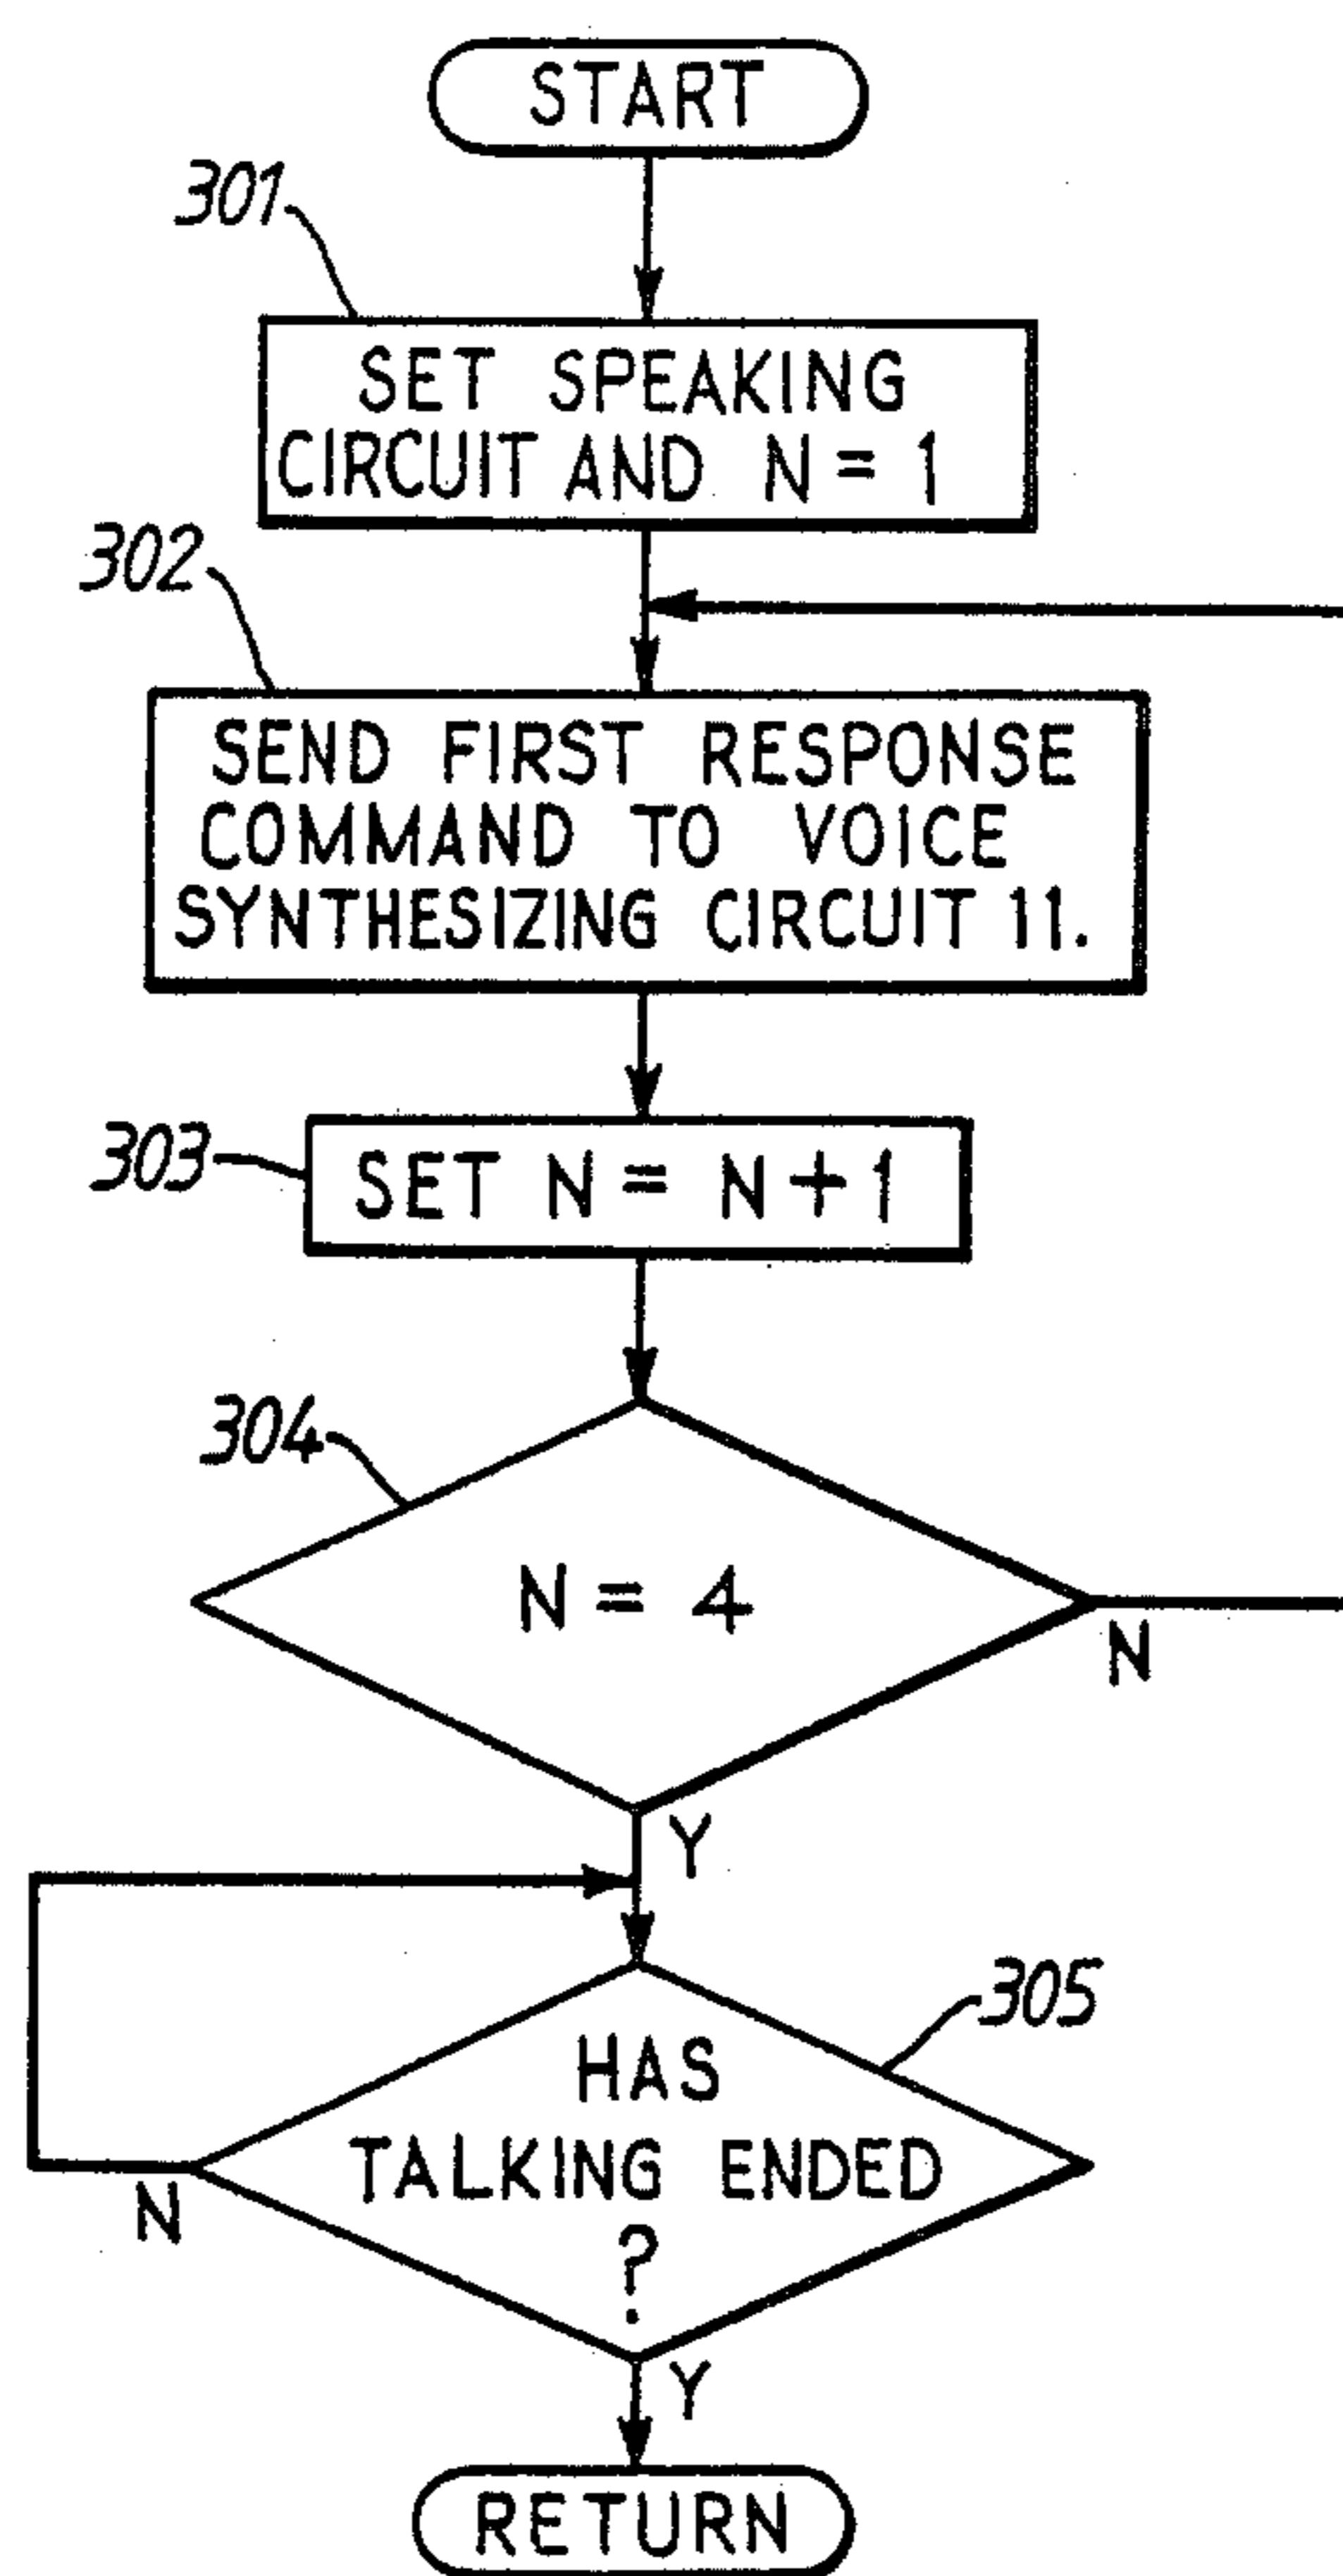 START
301
SET SPEAKING
CIRCUIT AND N = 1
302
SEND FIRST RESPONSE
COMMAND TO VOICE
SYNTHESIZING CIRCUIT 11.
303
SET N = N + 1
304
N = 4
N
Y
305
HAS
TALKING ENDED
?
N
Y
RETURN